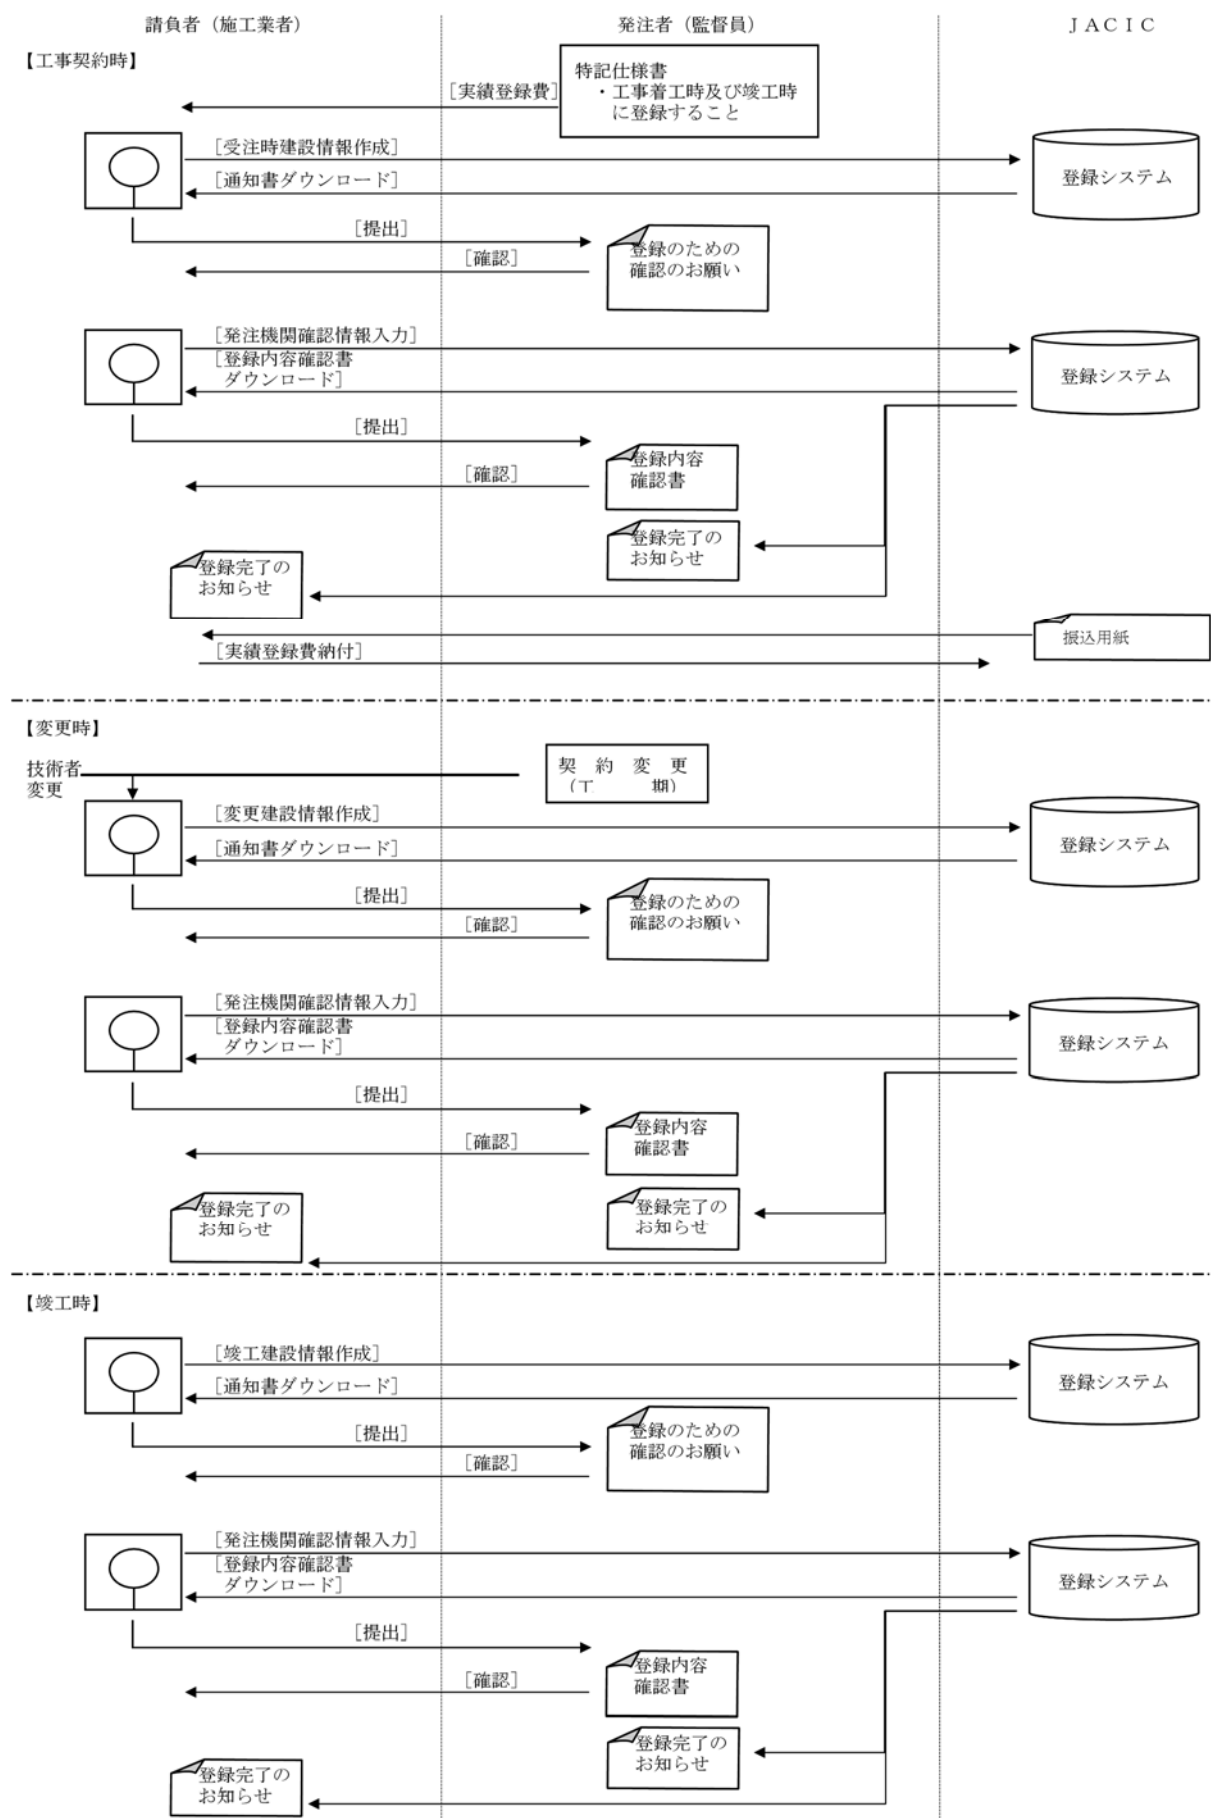 請負者（施工業者）
発注者（監督員）
ＪＡＣＩＣ
【工事契約時】
特記仕様書
・工事着工時及び竣工時
に登録すること
［実績登録費］
［受注時建設情報作成］
［通知書ダウンロード］
登録システム
［提出］
登録のための
確認のお願い
［確認］
［発注機関確認情報入力］
［登録内容確認書
ダウンロード］
登録システム
［提出］
登録内容
確認書
［確認］
登録完了の
お知らせ
登録完了の
お知らせ
振込用紙
［実績登録費納付］
【変更時】
技術者
変更
契　約　変　更
（工　　　期）
［変更建設情報作成］
［通知書ダウンロード］
登録システム
［提出］
登録のための
確認のお願い
［確認］
［発注機関確認情報入力］
［登録内容確認書
ダウンロード］
登録システム
［提出］
登録内容
確認書
［確認］
登録完了の
お知らせ
登録完了の
お知らせ
【竣工時】
［竣工建設情報作成］
［通知書ダウンロード］
登録システム
［提出］
登録のための
確認のお願い
［確認］
［発注機関確認情報入力］
［登録内容確認書
ダウンロード］
登録システム
［提出］
登録内容
確認書
［確認］
登録完了の
お知らせ
登録完了の
お知らせ